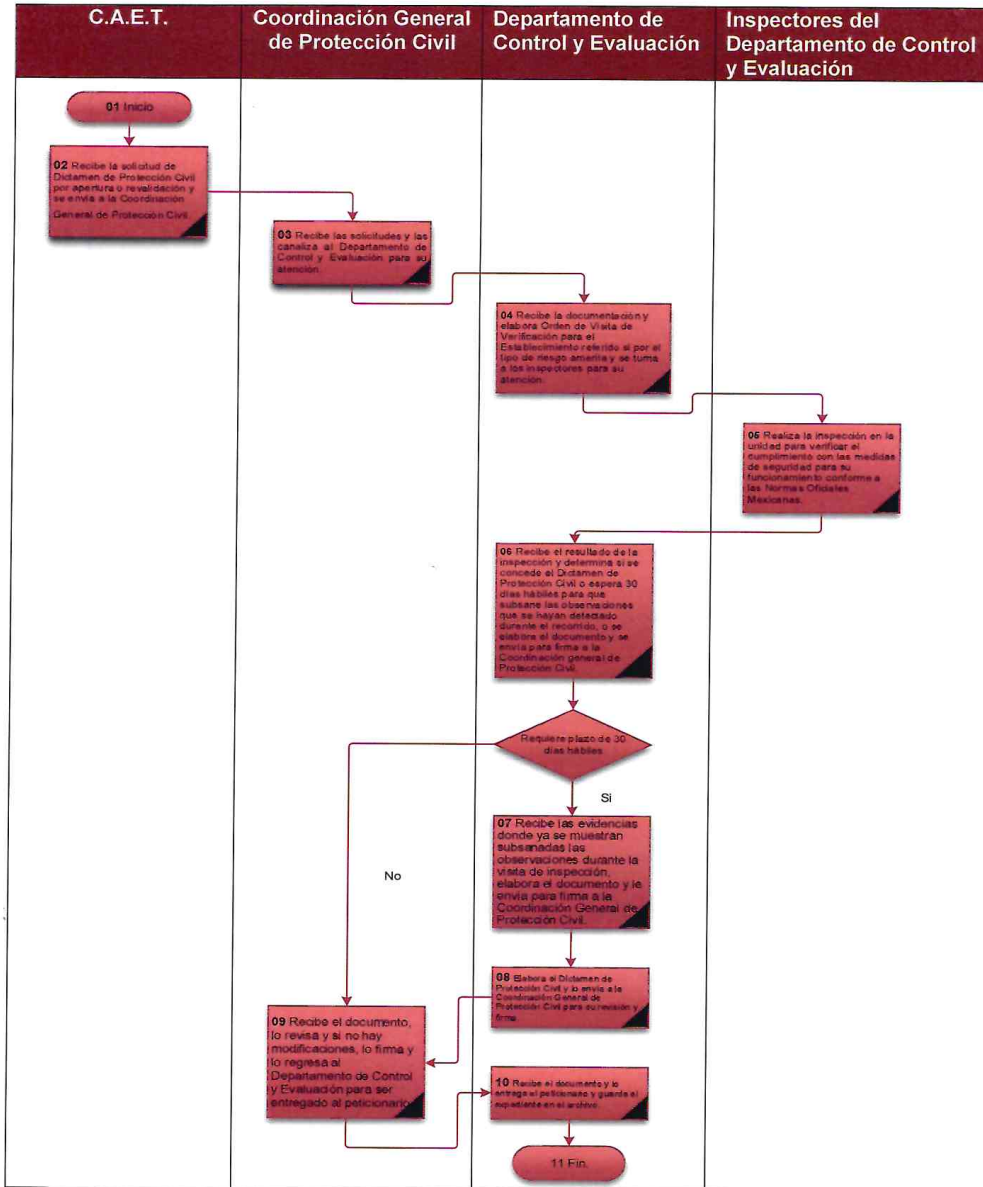 C.A.E.T.
Coordinación General
de Protección Civil
Departamento de
Control y Evaluación
Inspectores del
Departamento de Control
y Evaluación
01 Inicio
02 Recibe la solicitud de
Dictamen de Protección Civil
por apertura o revalidación y
se envia a la Coordinación
General de Protección Civil.
03 Recibe las solicitudes y las
canaliza al Departamento de
Control y Evaluación para su
atención.
04 Recibe la documentación y
elabora Orden de Visita de
Verificación para el
Establecimiento referido si por el
tipo de riesgo amerita y se turna
a los inspectores para su
atención.
05 Realiza la inspección en la
unidad para verificar el
cumplimiento con las medidas
de seguridad para su
funcionamiento conforme a
las Normas Oficiales
Mexicanas.
06 Recibe el resultado de la
inspección y determina si se
concede el Dictamen de
Protección Civil o espera 30
días hábiles para que
subsane las observaciones
que se hayan detectado
durante el recorrido, o se
elabora el documento y se
envía para firma a la
Coordinación general de
Protección Civil.
Requiere plazo de 30
días hábiles
Si
No
07 Recibe las evidencias
donde ya se muestran
subsanadas las
observaciones durante la
visita de inspección,
elabora el documento y le
envía para firma a la
Coordinación General de
Protección Civil.
08 Elabora el Dictamen de
Protección Civil y lo envía a la
Coordinación General de
Protección Civil para su revisión y
firma.
09 Recibe el documento,
lo revisa y si no hay
modificaciones, lo firma y
lo regresa al
Departamento de Control
y Evaluación para ser
entregado al peticionario
10 Recibe el documento y lo
entrega al peticionario y guarda el
expediente en el archivo.
11 Fin.